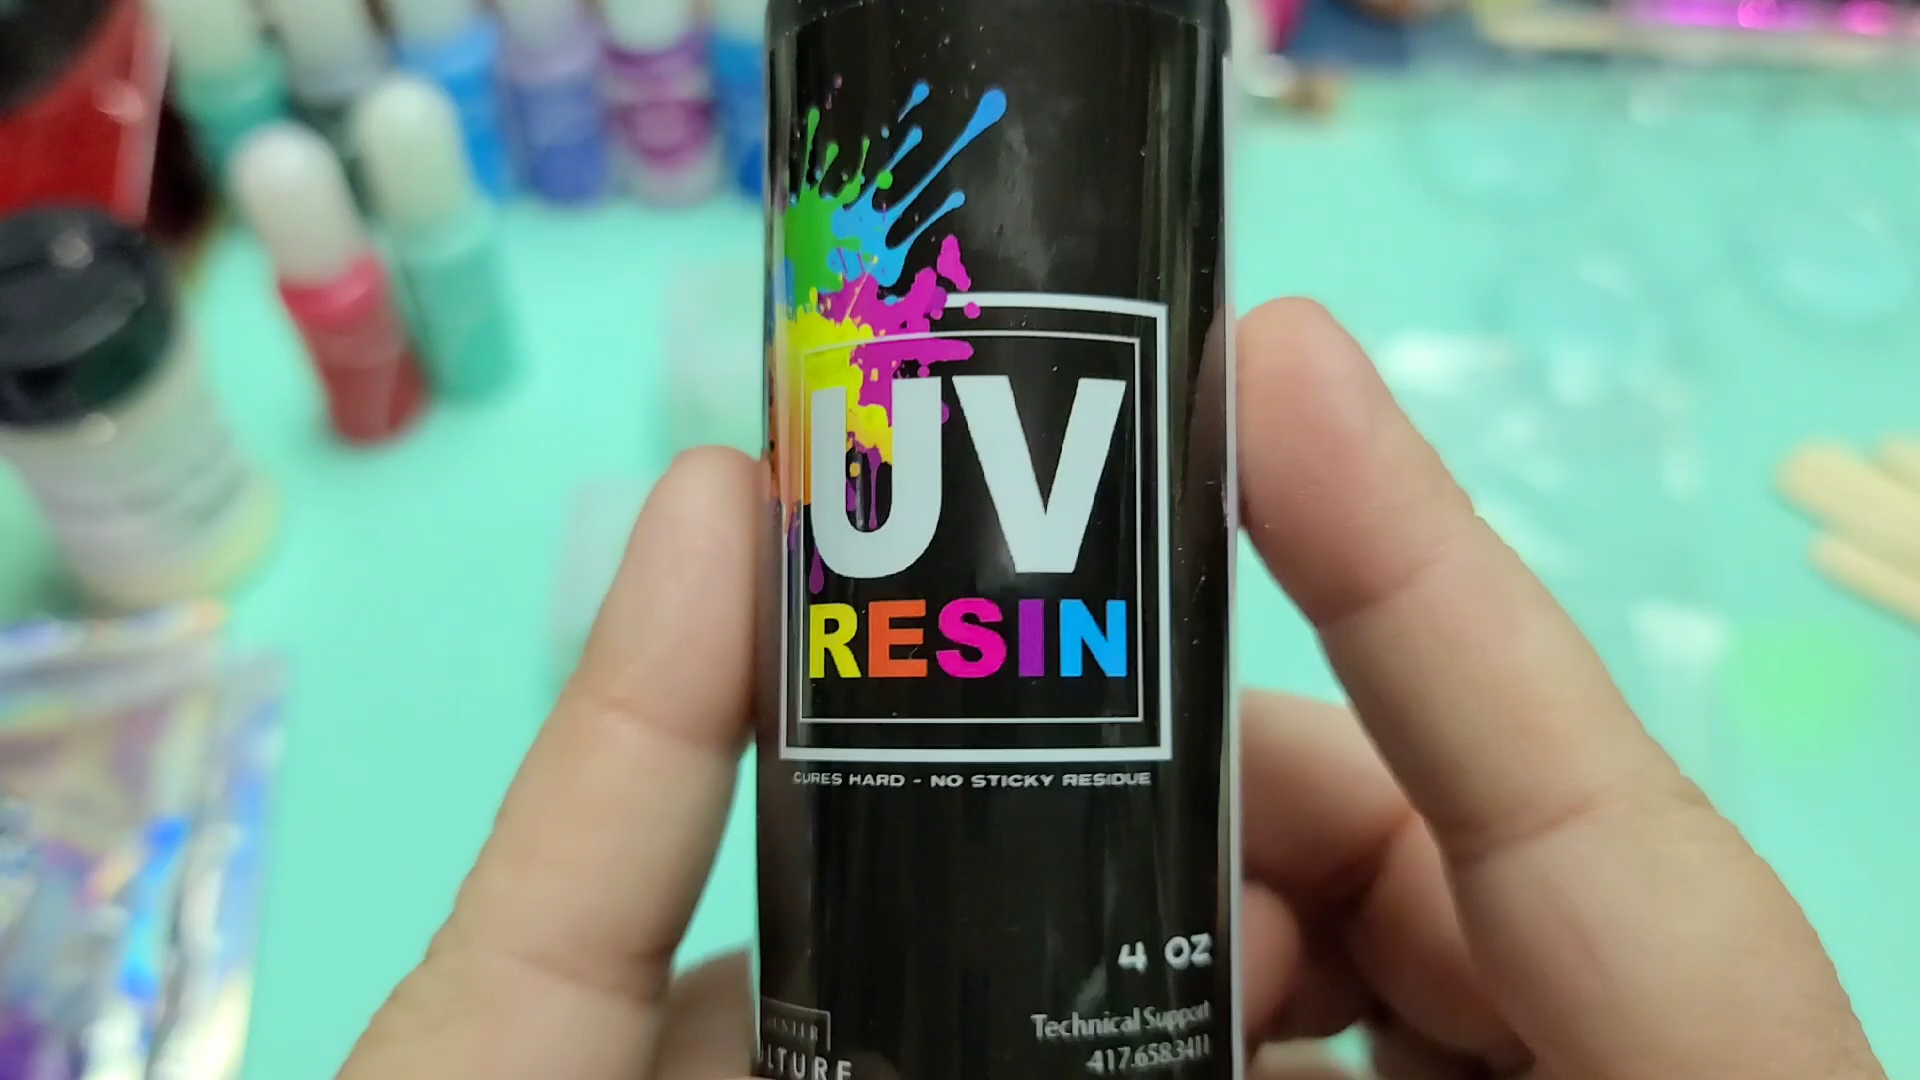 UV
RESIN
CURES HARD - NO STICKY RESIDUE
4 OZ
Technical Support
417.658.3411